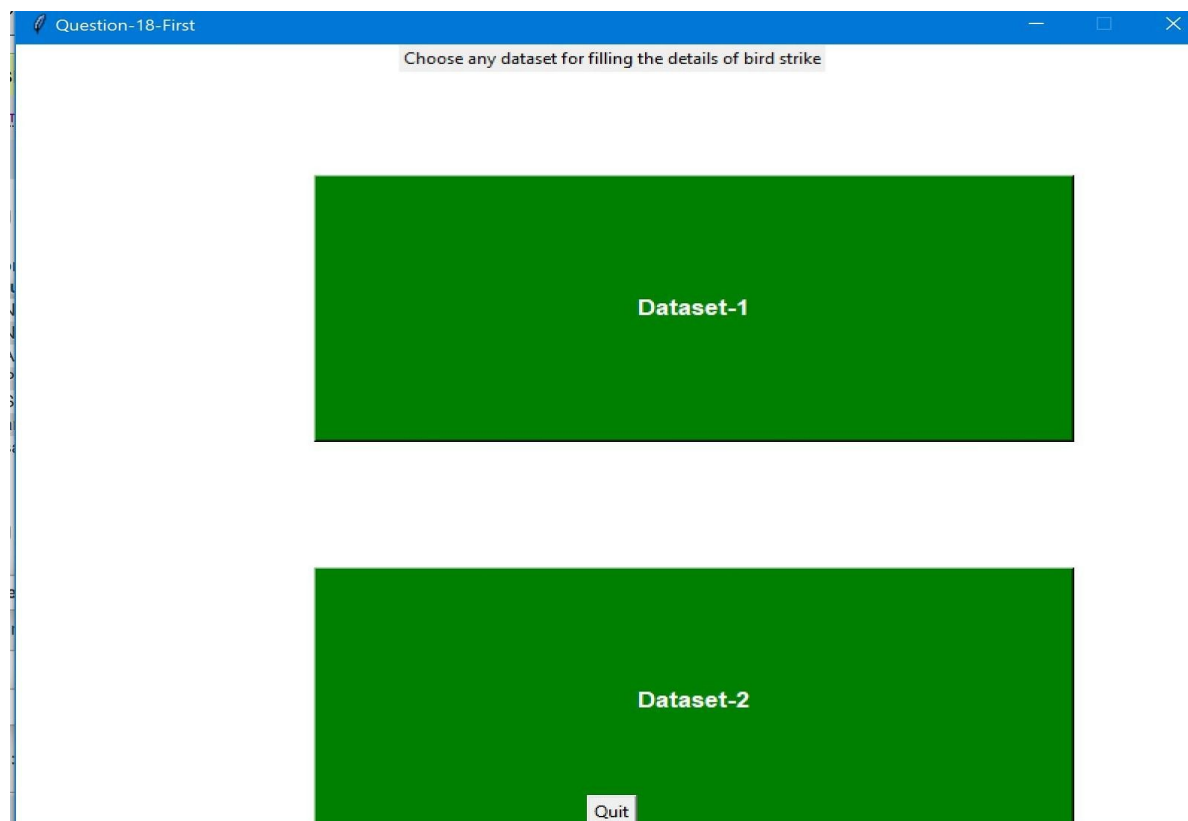 Question-18-First
Choose any dataset for filling the details of bird strike
Dataset-1
Dataset-2
Quit